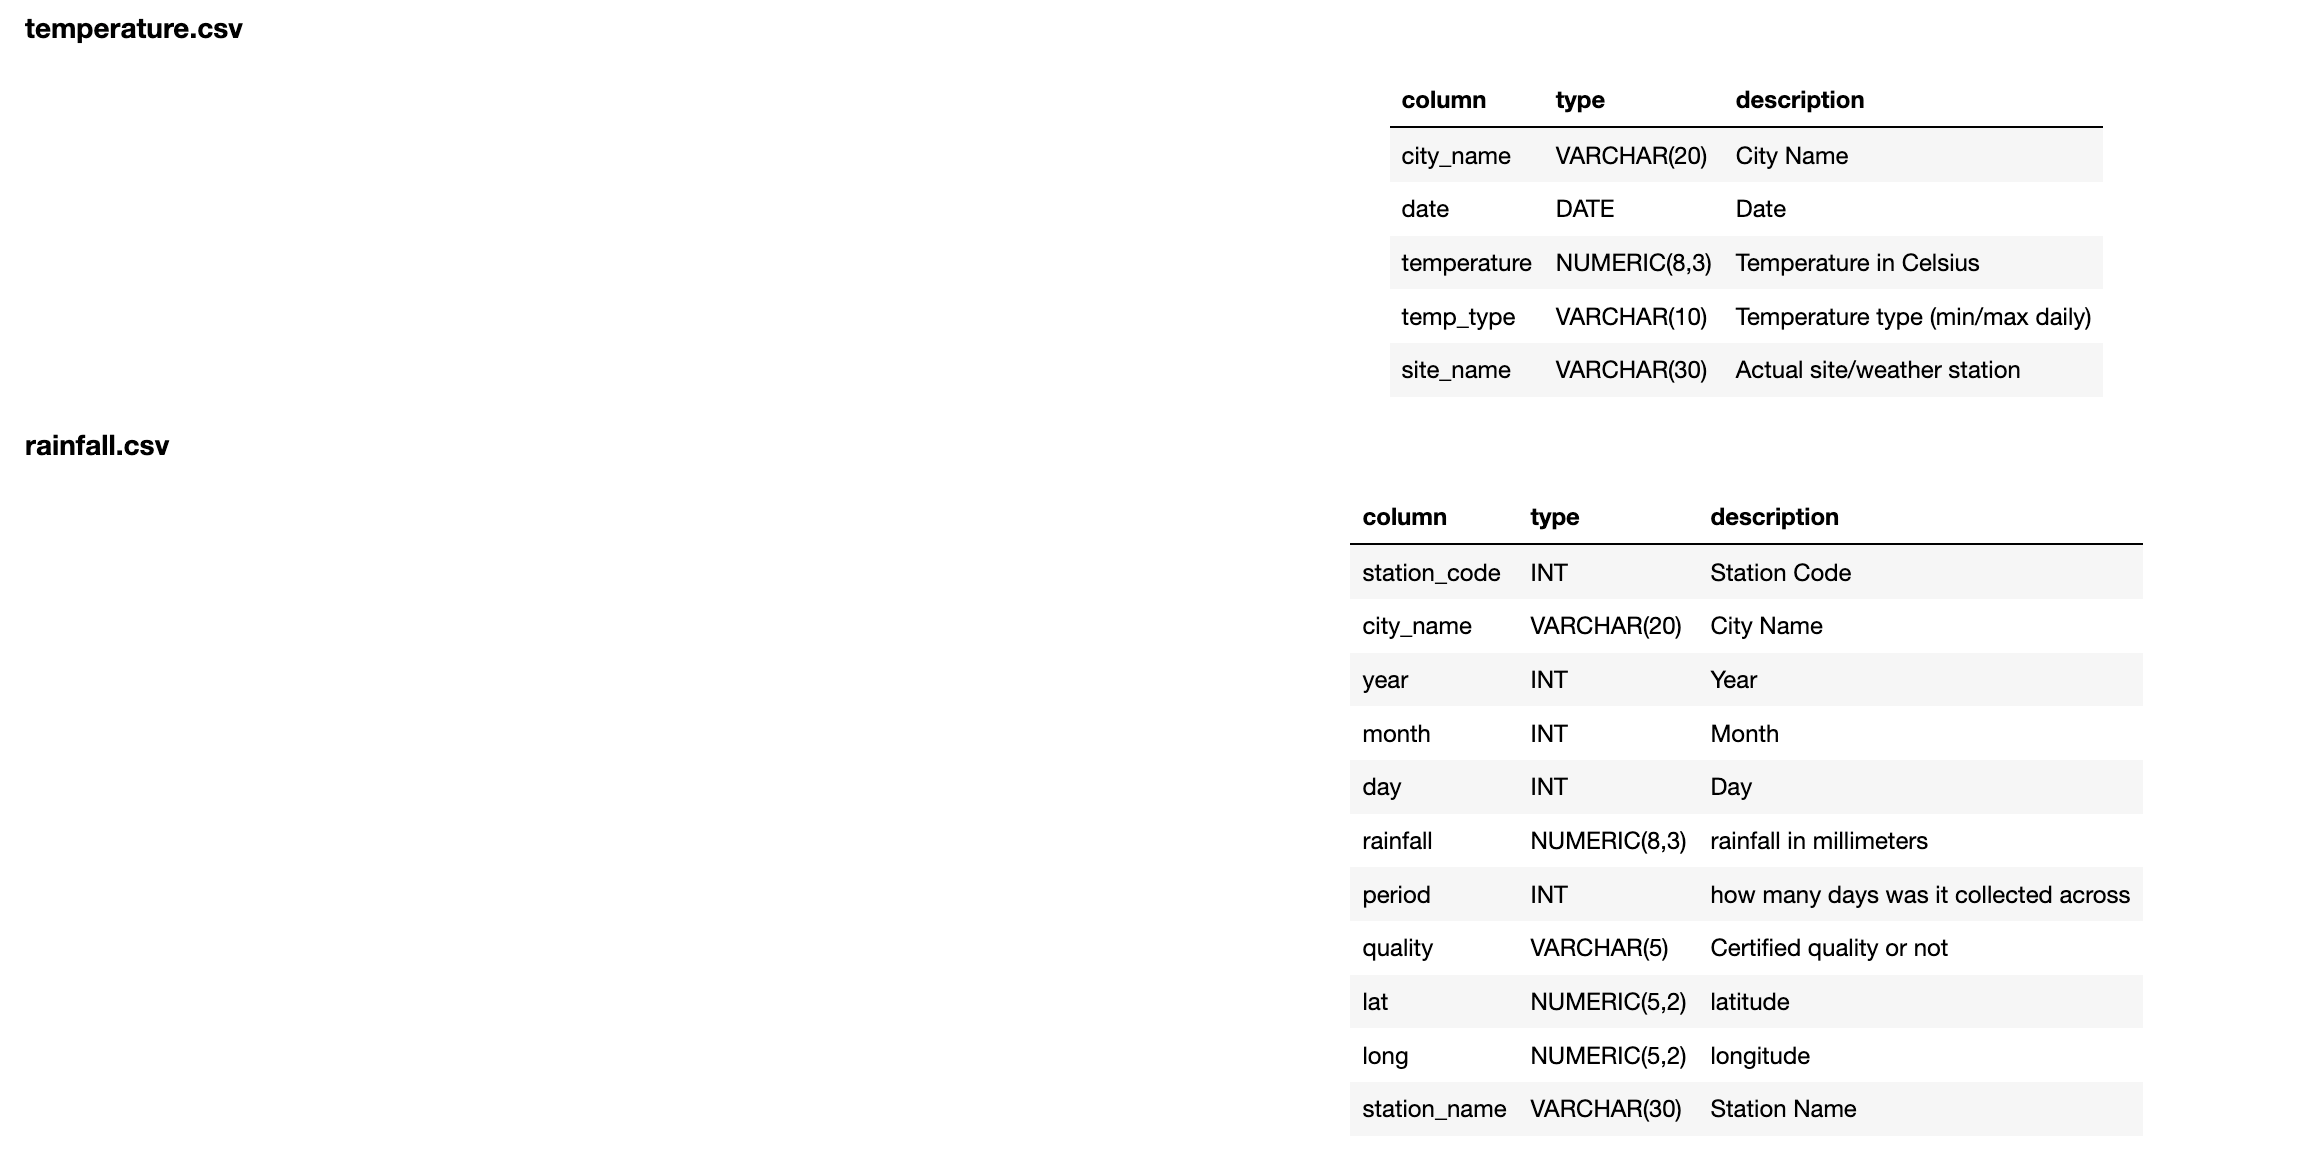 temperature.csv
column type description
city_name VARCHAR(20) City Name
date DATE Date
temperature NUMERIC(8,3) Temperature in Celsius
temp_type VARCHAR(10) Temperature type (min/max daily)
site_name VARCHAR(30) Actual site/weather station
rainfall.csv
column type description
station_code INT Station Code
city_name VARCHAR(20) City Name
year INT Year
month INT Month
day INT Day
rainfall NUMERIC(8,3) rainfall in millimeters
period INT how many days was it collected across
quality VARCHAR(5) Certified quality or not
lat NUMERIC(5,2) latitude
long NUMERIC(5,2) longitude
station_name VARCHAR(30) Station Name